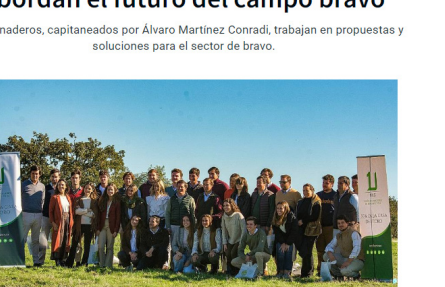 bordan el futuro del campo bravo
naderos, capitaneados por Álvaro Martínez Conradi, trabajan en propuestas y
soluciones para el sector de bravo.